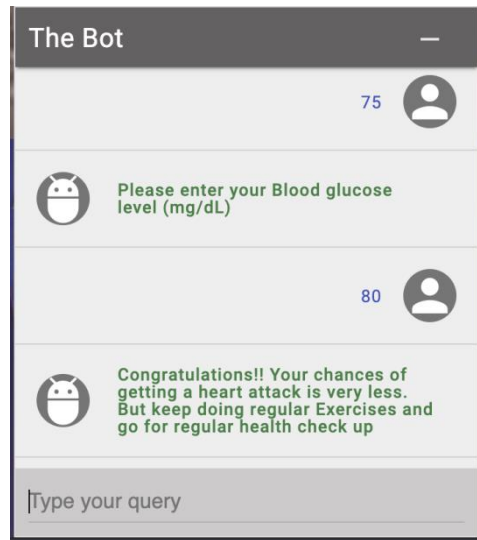 The Bot
75
Please enter your Blood glucose
level (mg/dL)
80
Congratulations!! Your chances of
getting a heart attack is very less.
But keep doing regular Exercises and
go for regular health check up
Type your query